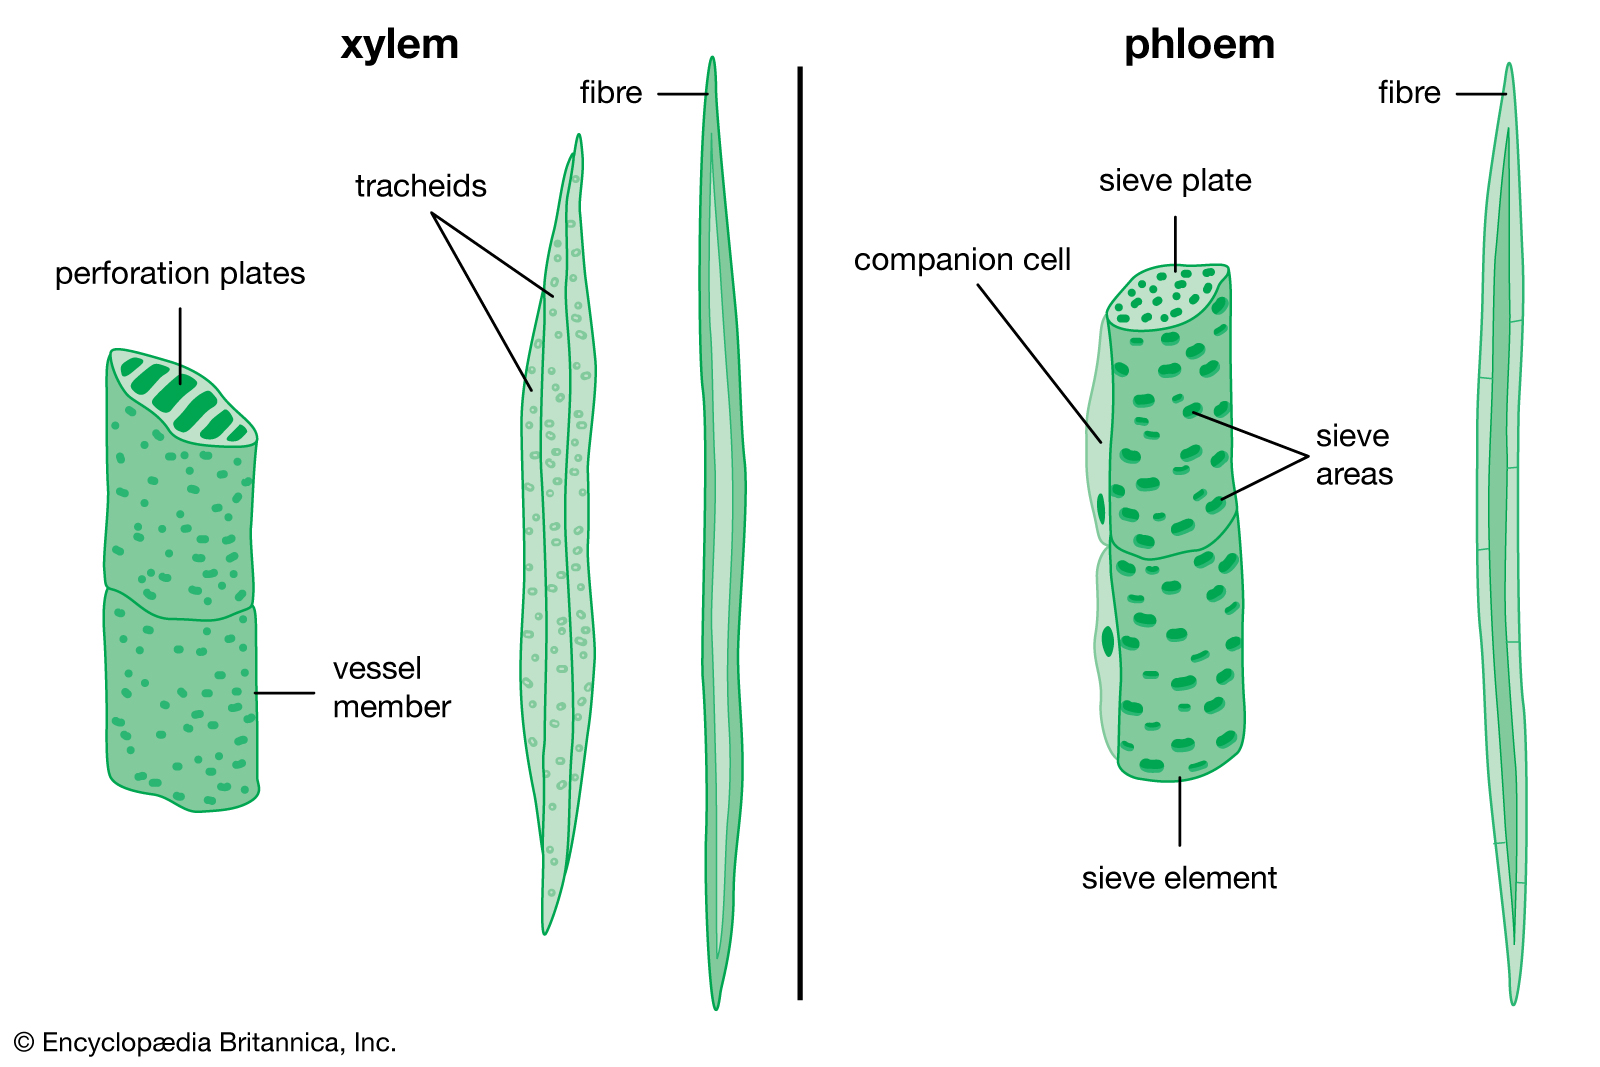 xylem
fibre
tracheids
perforation plates
vessel
member
phloem
fibre
sieve plate
companion cell
sieve
areas
sieve element
© Encyclopædia Britannica, Inc.